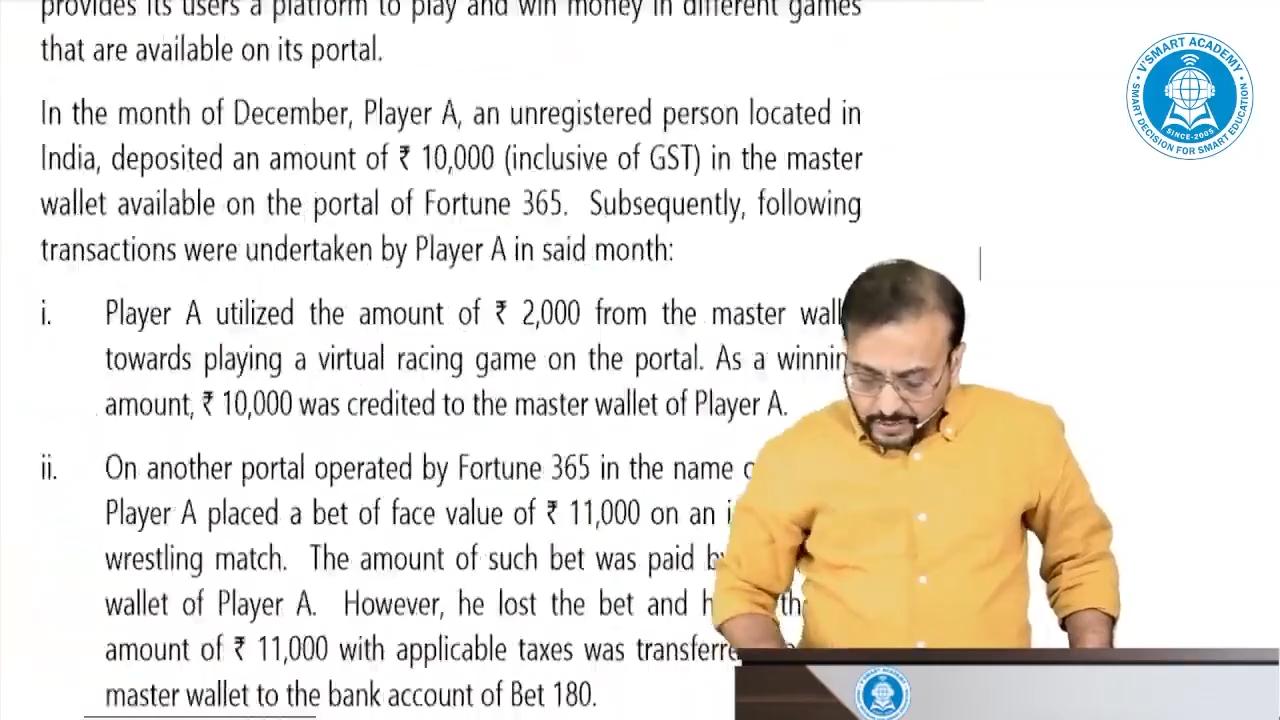 provides its users a platform to play and win money in different games
that are available on its portal.
In the month of December, Player A, an unregistered person located in
India, deposited an amount of ₹ 10,000 (inclusive of GST) in the master
wallet available on the portal of Fortune 365. Subsequently, following
transactions were undertaken by Player A in said month:
i. Player A utilized the amount of ₹ 2,000 from the master
towards playing a virtual racing game on the portal. As a
amount, ₹ 10,000 was credited to the master wallet of Player A.
ii. On another portal operated by Fortune 365 in the name
Player A placed a bet of face value of ₹ 11,000 on an
wrestling match. The amount of such bet was paid
wallet of Player A. However, he lost the bet and
amount of ₹ 11,000 with applicable taxes was
master wallet to the bank account of Bet 180.
V'SMART ACADEMY
SMART DECISION FOR SMART EDUCATION
SINCE-2005